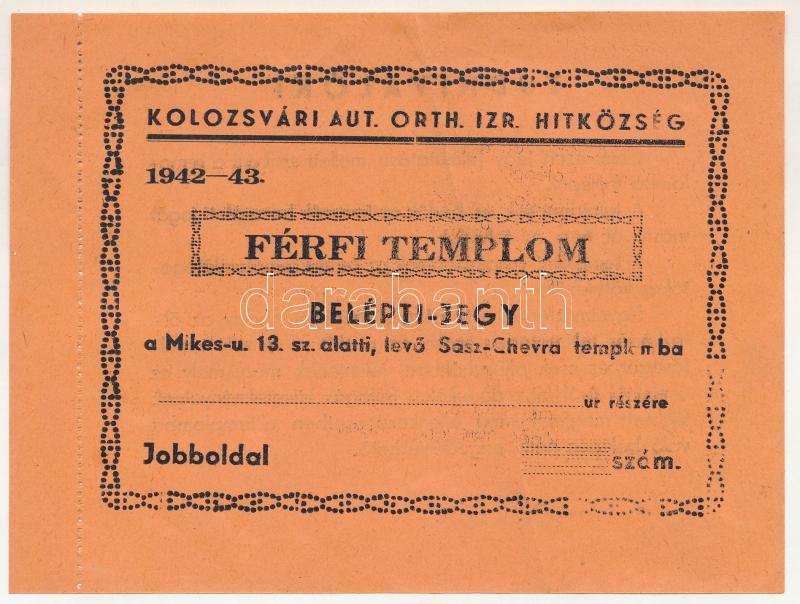 KOLOZSVÁRI AUT. ORTH. IZR. HITKÖZSÉG
1942—43.
FÉRFI TEMPLOM
BELÉPTI-JEGY
a Mikes-u. 13. sz. alatti, levő Sasz-Chevra templomba
ur részére
Jobboldal szám.
darabanth